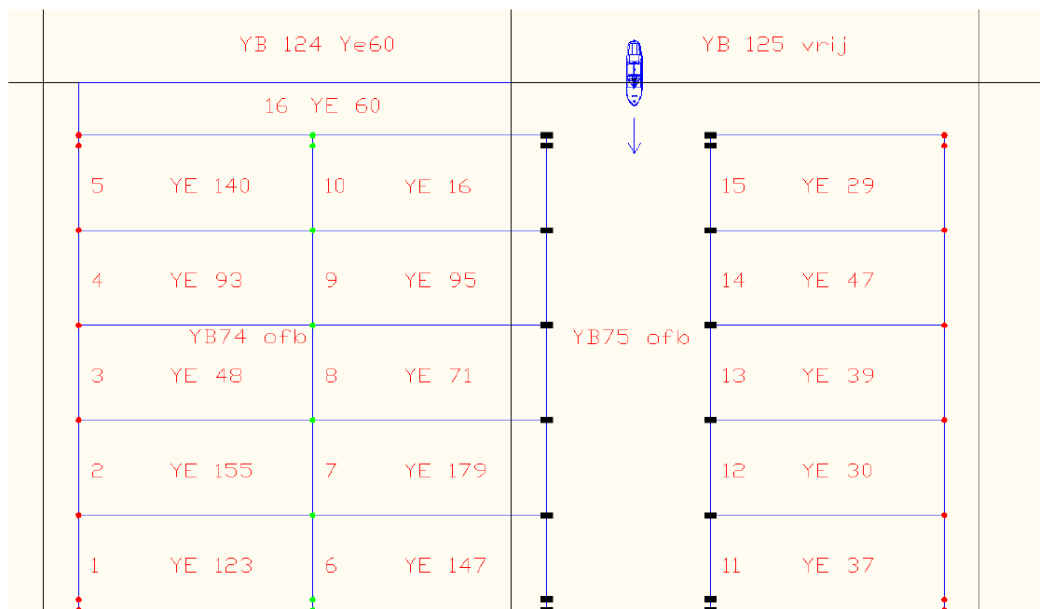 YB 124 Ye60
YB 125 vrij
16 YE 60
5 YE 140 10 YE 16 15 YE 29
4 YE 93 9 YE 95 14 YE 47
YB74 ofb
YB75 ofb
3 YE 48 8 YE 71 13 YE 39
2 YE 155 7 YE 179 12 YE 30
1 YE 123 6 YE 147 11 YE 37